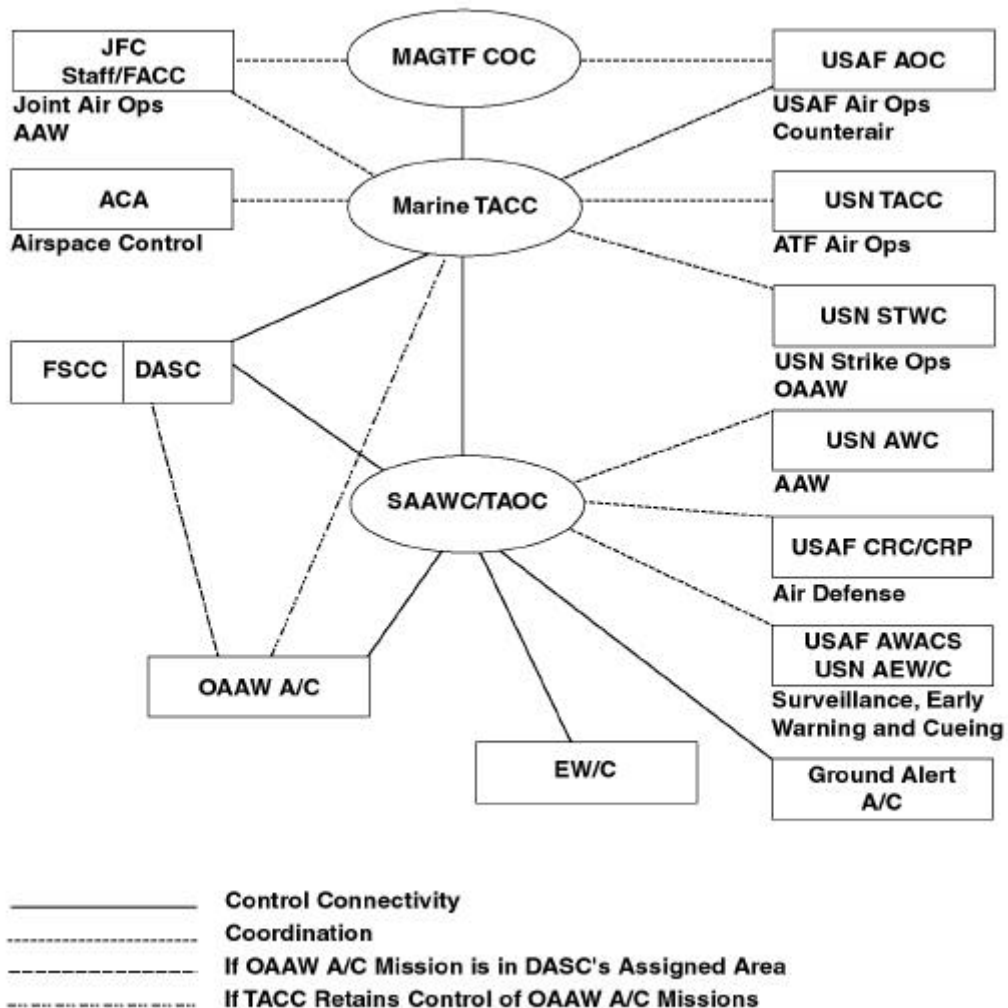 JFC
Staff/FACC
Joint Air Ops
AAW
MAGTF COC
USAF AOC
USAF Air Ops
Counterair
ACA
Airspace Control
Marine TACC
USN TACC
ATF Air Ops
USN STWC
USN Strike Ops
OAAW
FSCC
DASC
USN AWC
AAW
SAAWC/TAOC
USAF CRC/CRP
Air Defense
USAF AWACS
USN AEW/C
Surveillance, Early
Warning and Cueing
OAAW A/C
EW/C
Ground Alert
A/C
Control Connectivity
Coordination
If OAAW A/C Mission is in DASC's Assigned Area
If TACC Retains Control of OAAW A/C Missions